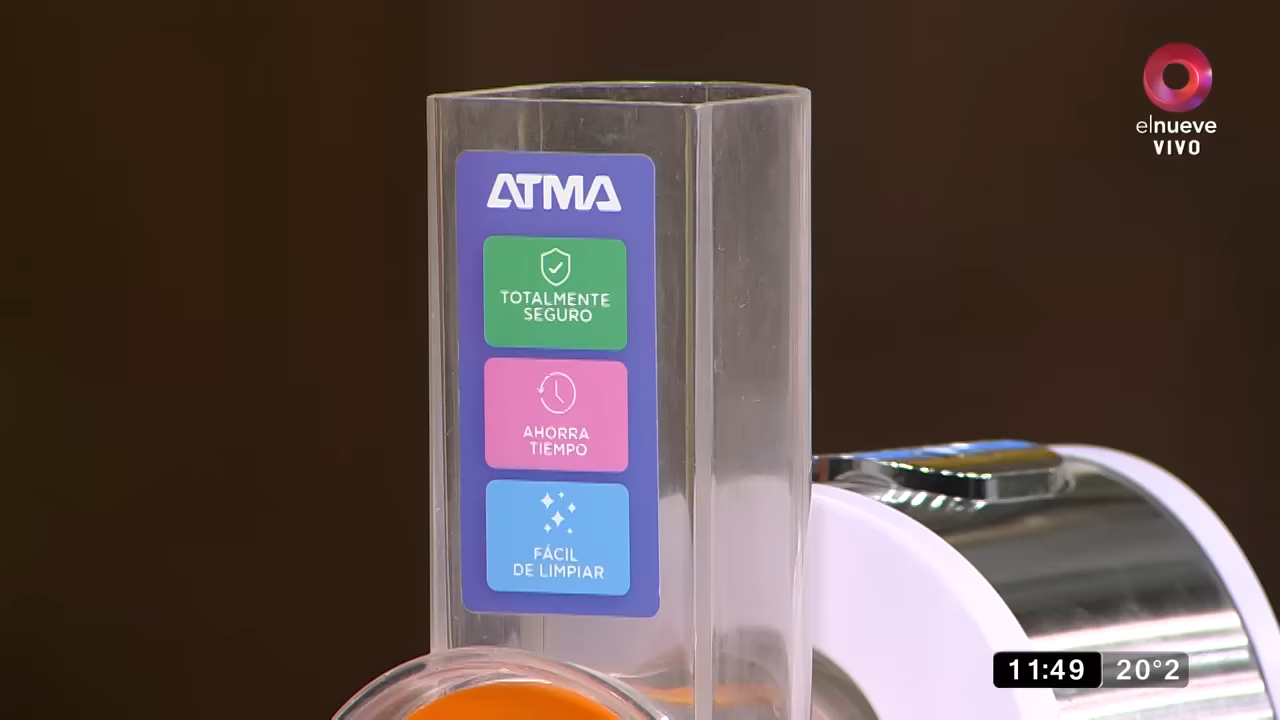 elnueve
VIVO
ATMA
TOTALMENTE
SEGURO
AHORRA
TIEMPO
FÁCIL
DE LIMPIAR
11:49 20°2